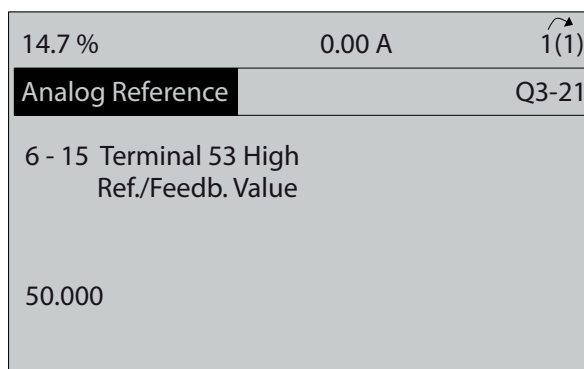 14.7 % 0.00 A 1(1)
Analog Reference Q3-21
6 - 15 Terminal 53 High
Ref./Feedb. Value
50.000